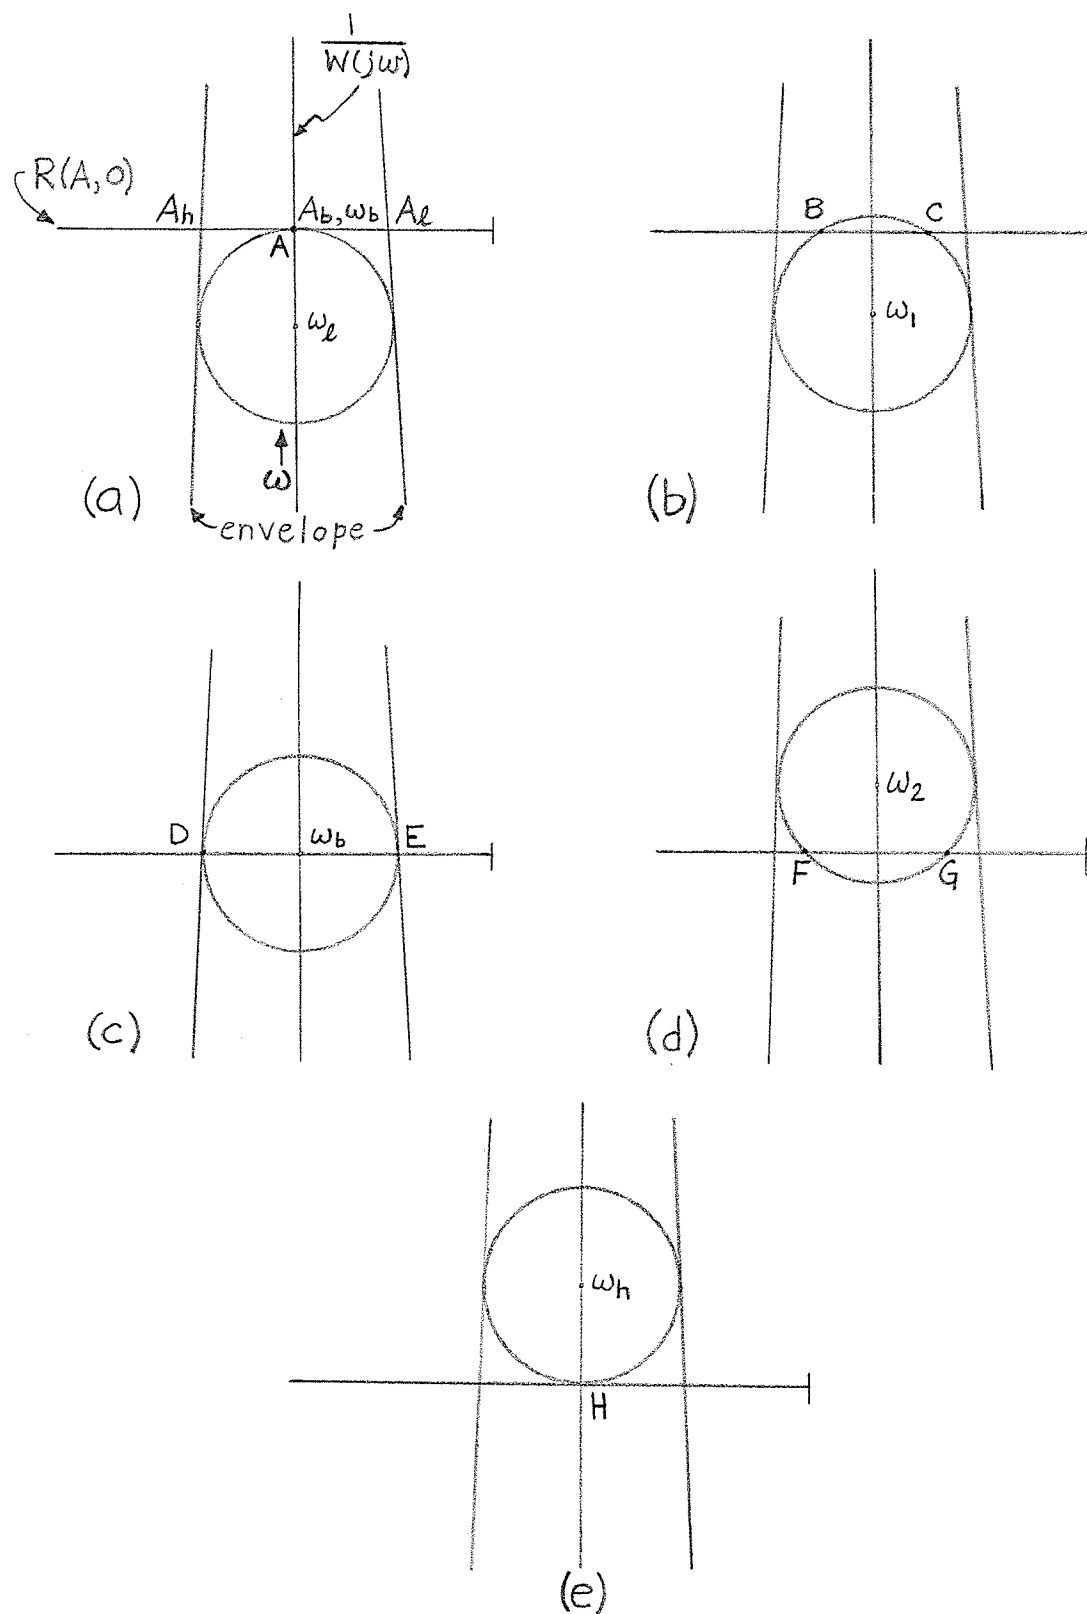 1
W(jω)
R(A,0)
Ah Ab,ωb Aℓ
A
ωℓ
ω
(a)
envelope
B C
ω1
(b)
D ωb E
(c)
ω2
F G
(d)
ωh
H
(e)